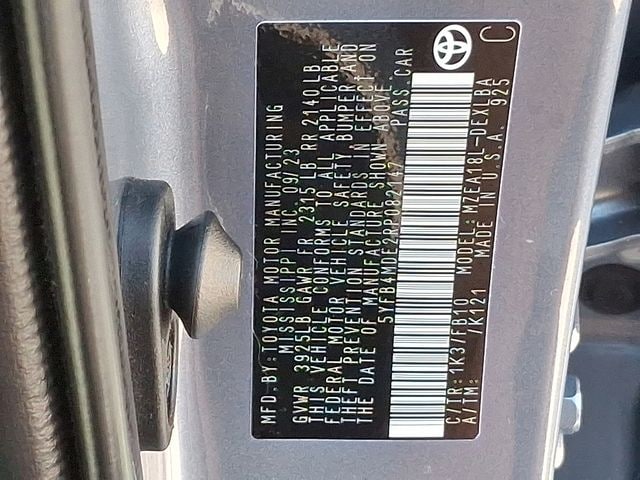 MFD.BY: TOYOTA MOTOR MANUFACTURING
MISSISSIPPI INC. 09/23
GVWR 3925LB GAWR FR 2315 LB RR 2140LB
THIS VEHICLE CONFORMS TO ALL APPLICABLE
FEDERAL MOTOR VEHICLE SAFETY, BUMPER AND
THEFT PREVENTION STANDARDS IN EFFECT ON
THE DATE OF MANUFACTURE SHOWN ABOVE.
5YFB4MDE2RP082147 PASS.CAR
C/TR: 1K3/FB10 MODEL: MZEA18L-DEXLBA
A/TM: /K121 MADE IN U.S.A. 925
C